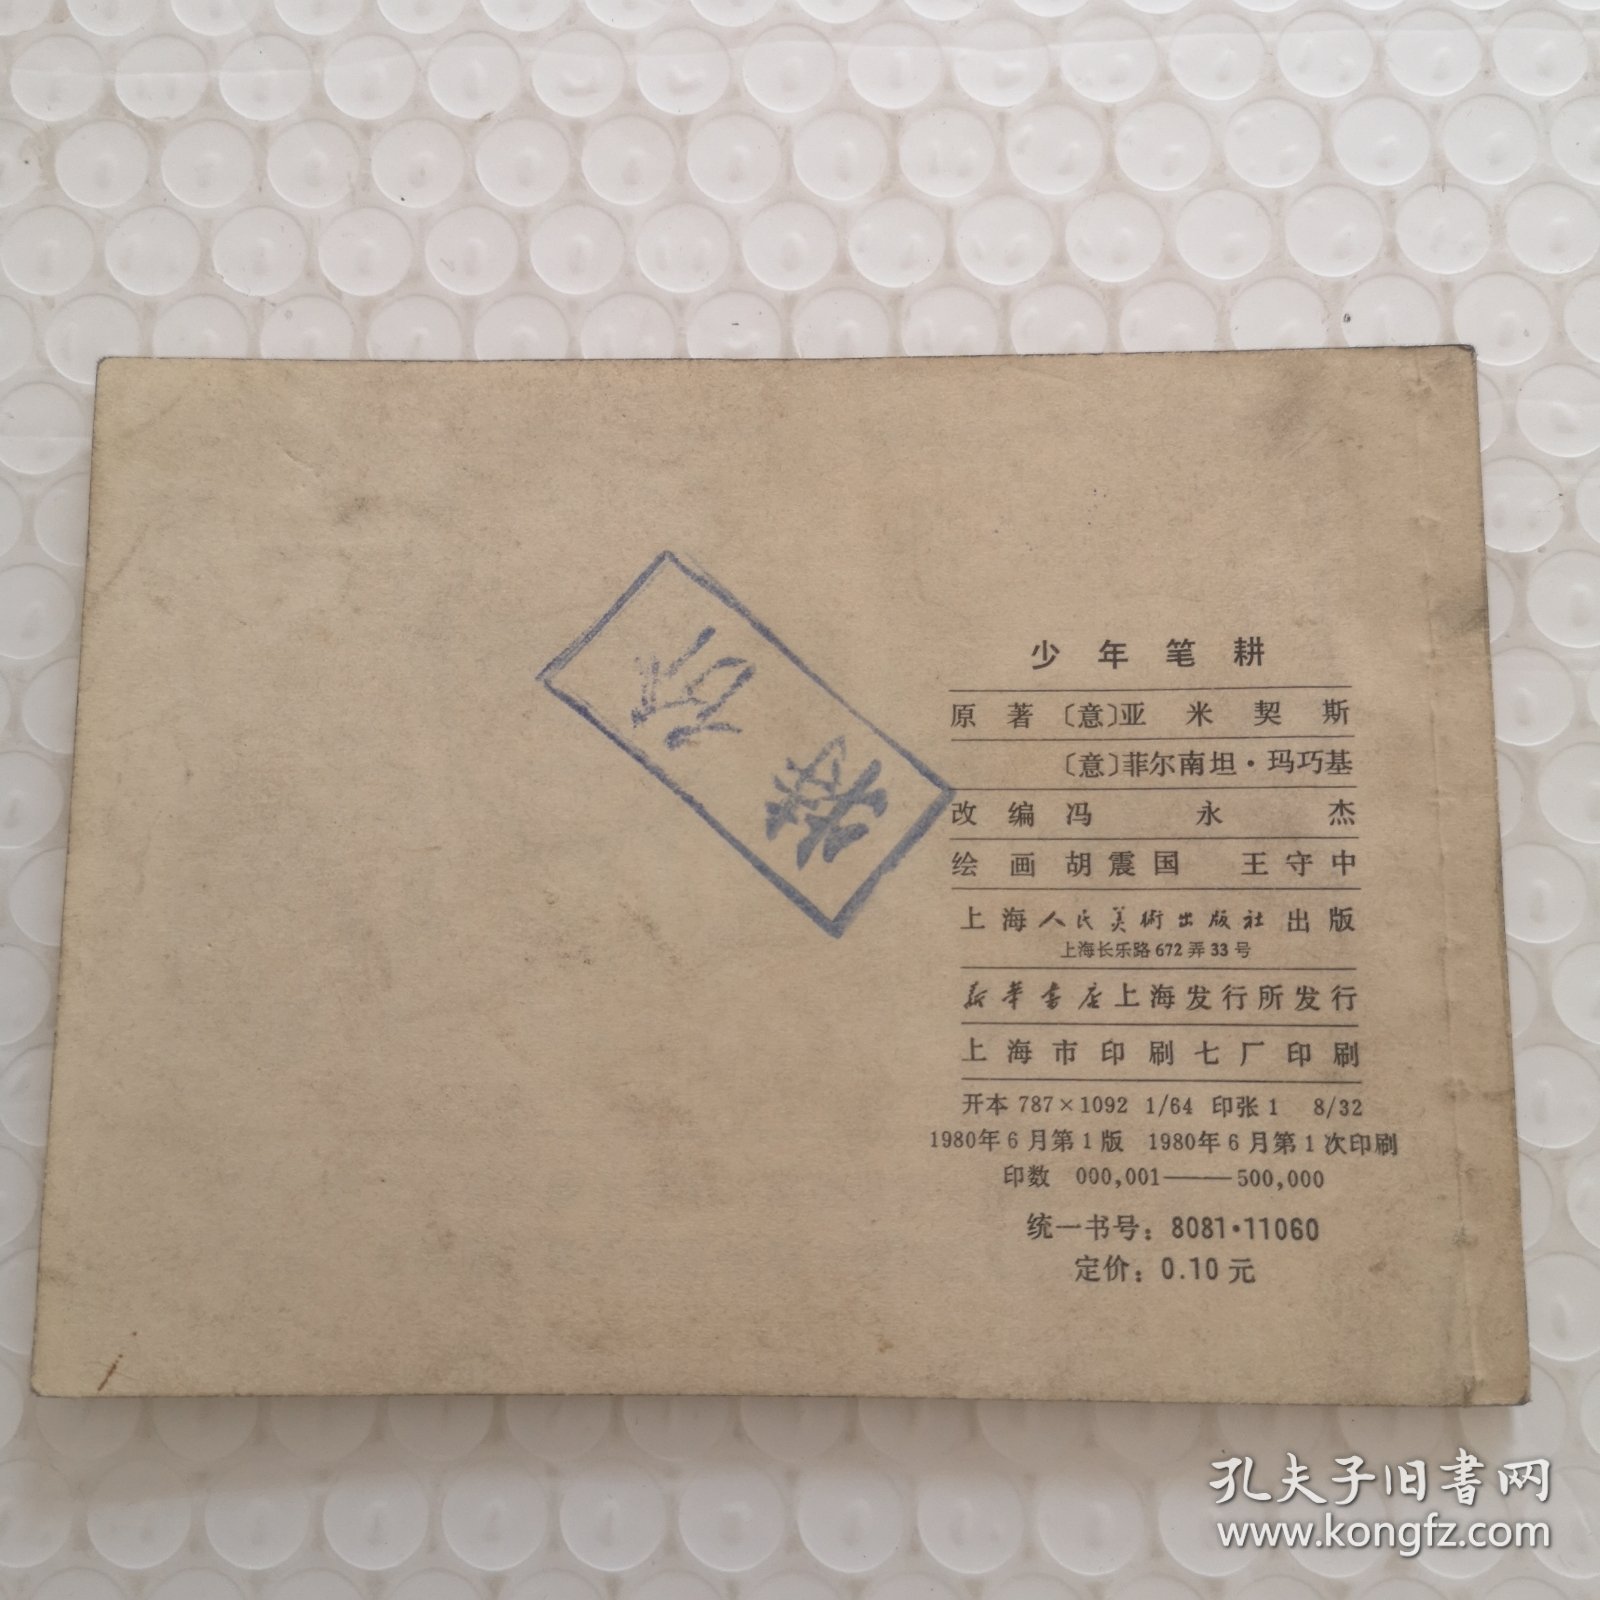 少年笔耕
原著〔意〕亚米契斯
〔意〕菲尔南坦·玛巧基
改编 冯永杰
绘画 胡震国 王守中
上海人民美術出版社出版
上海长乐路672弄33号
新华书店上海发行所发行
上海市印刷七厂印刷
开本 787×1092 1/64 印张1 8/32
1980年6月第1版 1980年6月第1次印刷
印数 000,001——500,000
统一书号：8081·11060
定价：0.10元
孔夫子旧书网
www.kongfz.com